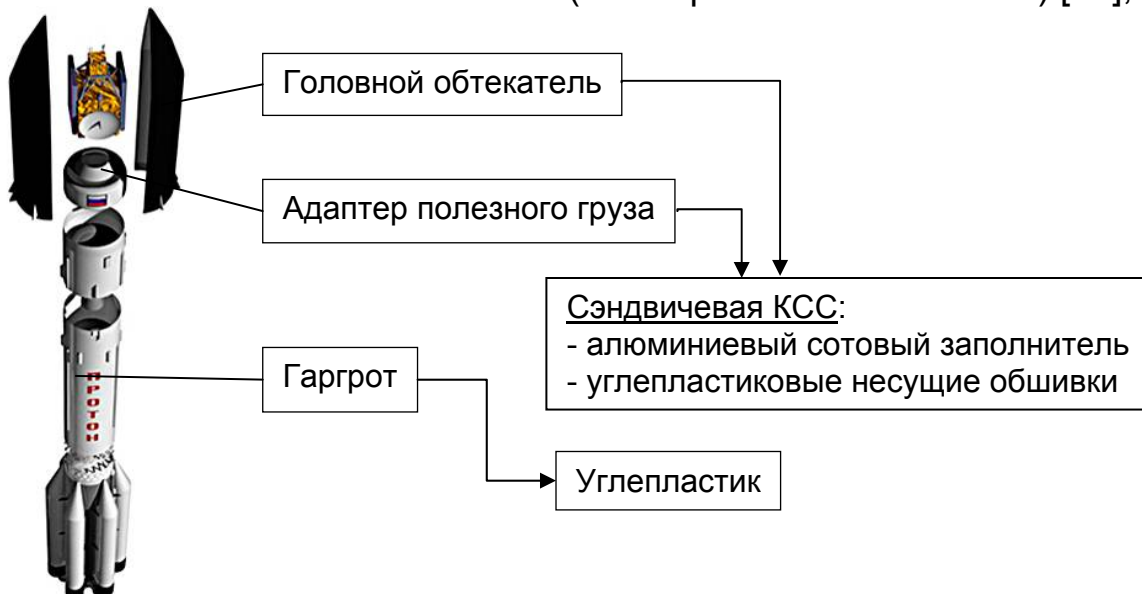 Головной обтекатель
Адаптер полезного груза
Сэндвичевая КСС:
- алюминиевый сотовый заполнитель
- углепластиковые несущие обшивки
Гаргрот
ПРОТОН
Углепластик